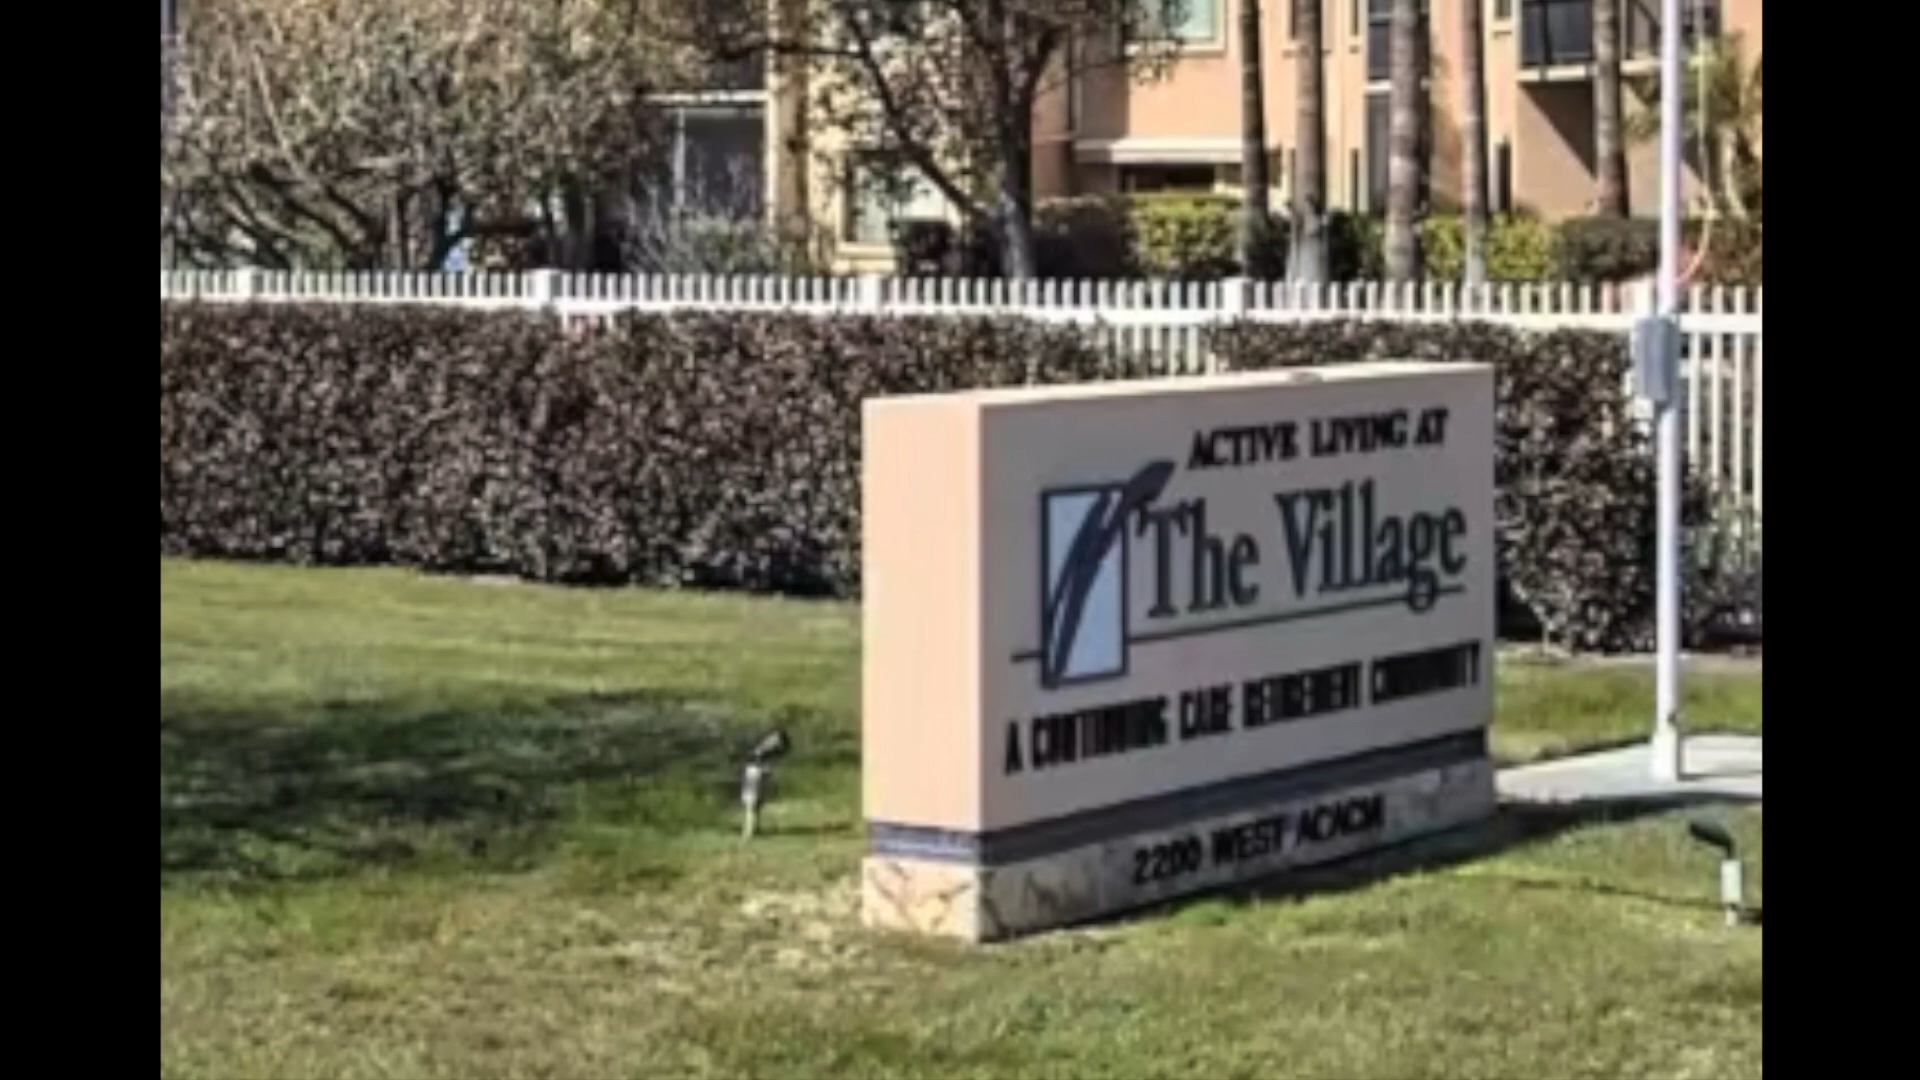 ACTIVE LIVING AT
The Village
A CONTINUING CARE RETIREMENT COMMUNITY
2200 WEST ACACIA